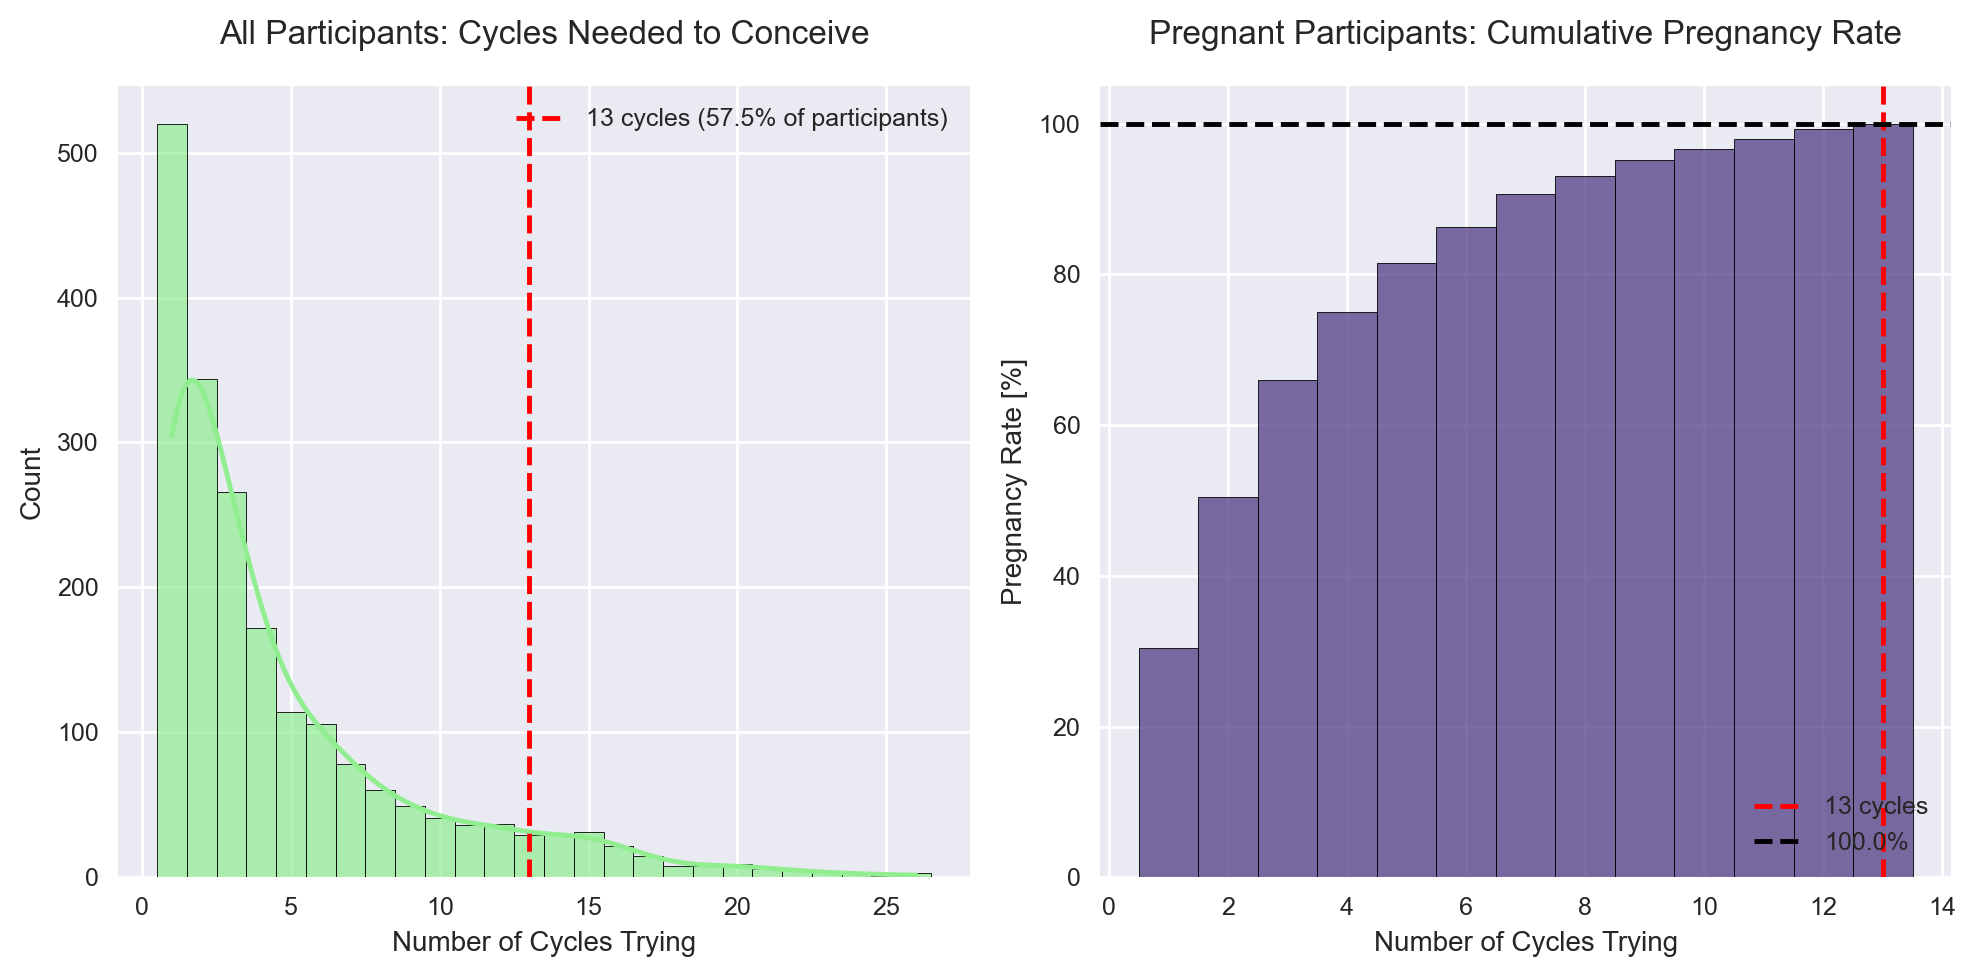 All Participants: Cycles Needed to Conceive
13 cycles (57.5% of participants)
500
400
300
200
100
0
Count
0 5 10 15 20 25
Number of Cycles Trying
Pregnant Participants: Cumulative Pregnancy Rate
100
80
60
40
20
0
Pregnancy Rate [%]
13 cycles
100.0%
0 2 4 6 8 10 12 14
Number of Cycles Trying